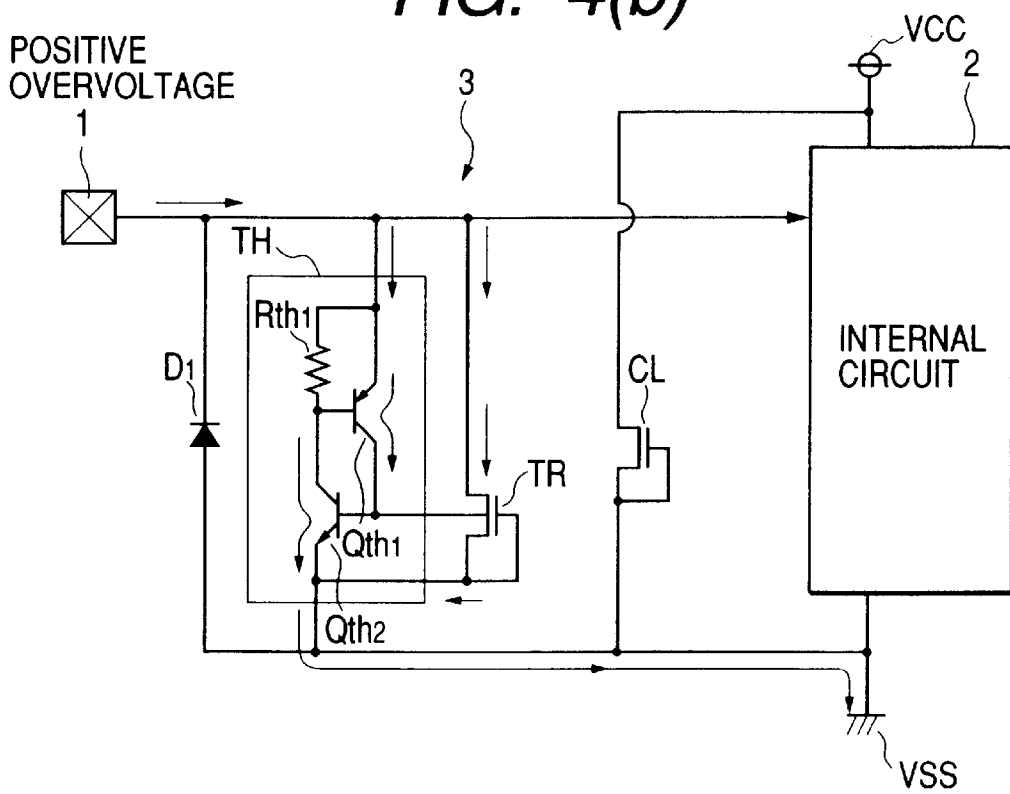 FIG. 4(b)
POSITIVE
OVERVOLTAGE
1
3
VCC
2
TH
Rth1
D1
Qth1
Qth2
TR
CL
INTERNAL
CIRCUIT
VSS